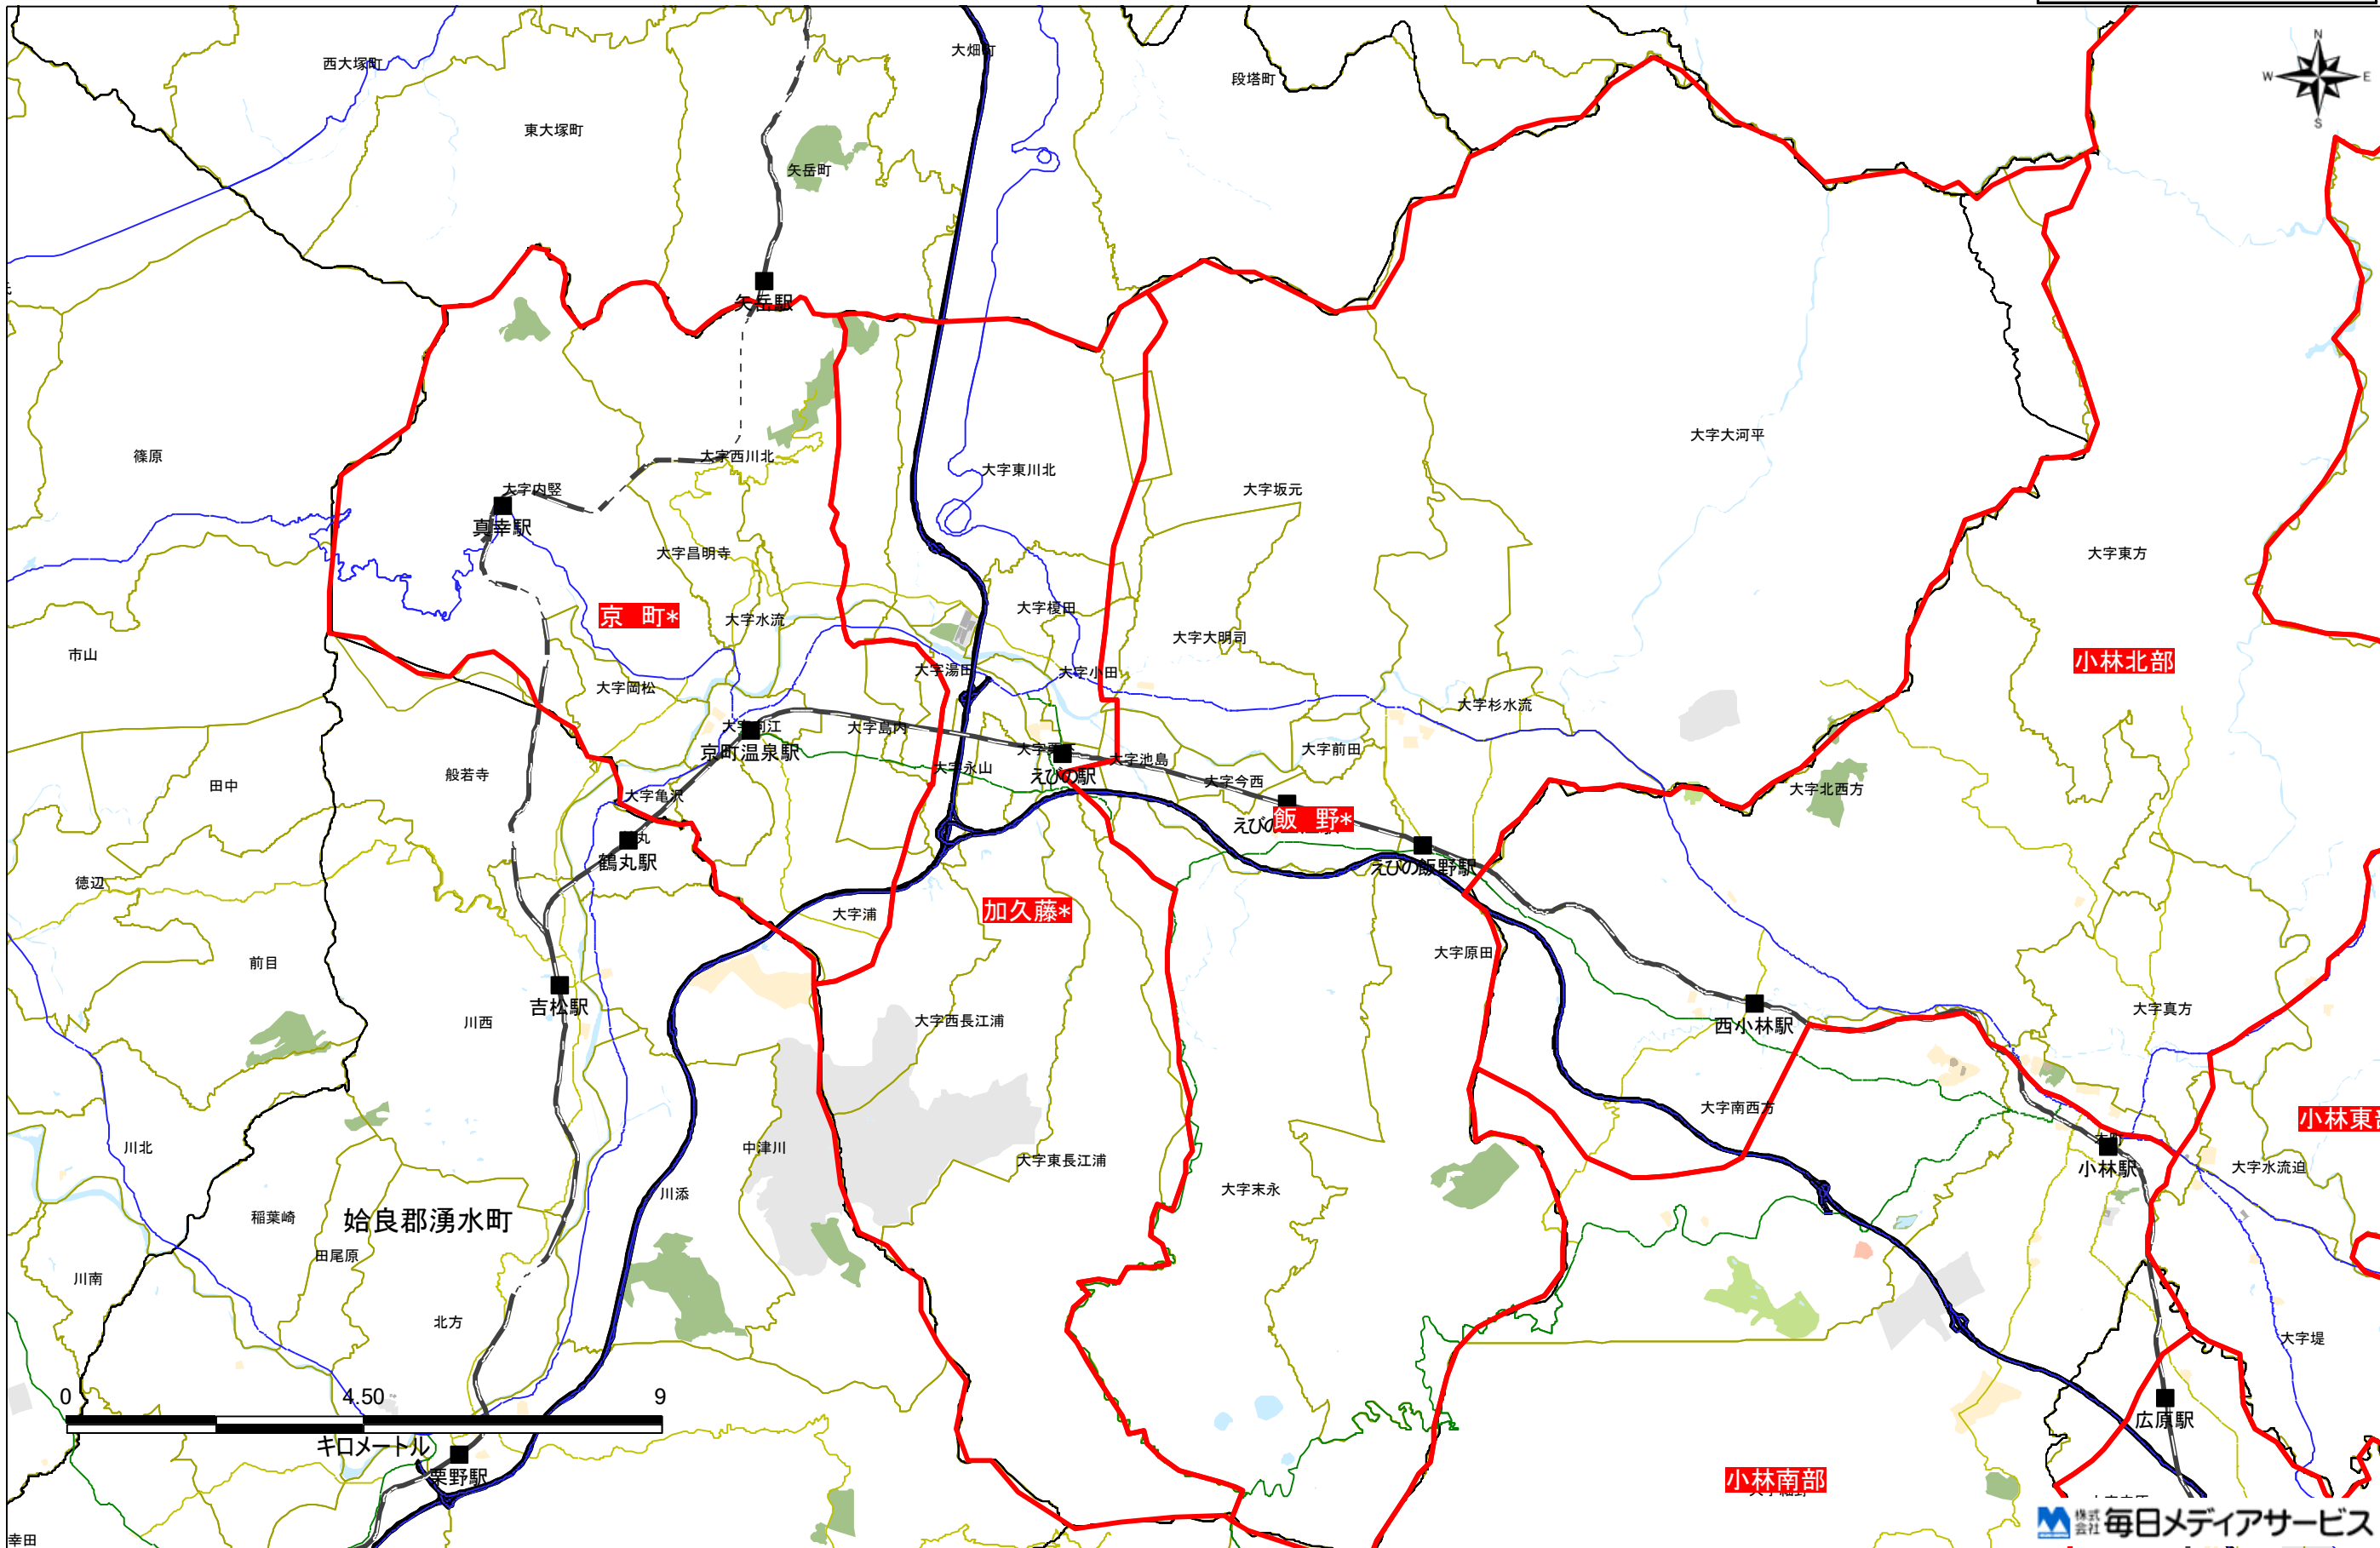 大畑町
西大塚町
段塔町
N
W
E
S
東大塚町
矢岳町
矢岳駅
大字大河平
篠原
大字西川北
大字東川北
大字内竪
大字坂元
真幸駅
大字昌明寺
大字東方
京 町*
大字水流
大字榎田
大字大明司
市山
小林北部
大字湯田
大字小田
大字岡松
大字杉水流
大字島内
京町温泉駅
大字前田
大字池島
えびの駅
大字永山
般若寺
田中
大字今西
大字北西方
大字亀沢
飯 野*
鶴丸駅
えびの飯野駅
徳辺
加久藤*
大字浦
大字原田
前目
吉松駅
川西
大字西長江浦
西小林駅
大字真方
大字南西方
小林東
川北
中津川
大字東長江浦
小林駅
大字水流迫
川添
大字末永
稲葉崎
姶良郡湧水町
田尾原
川南
北方
大字堤
0
4.50
9
キロメートル
広原駅
栗野駅
小林南部
幸田
株式会社
毎日メディアサービス